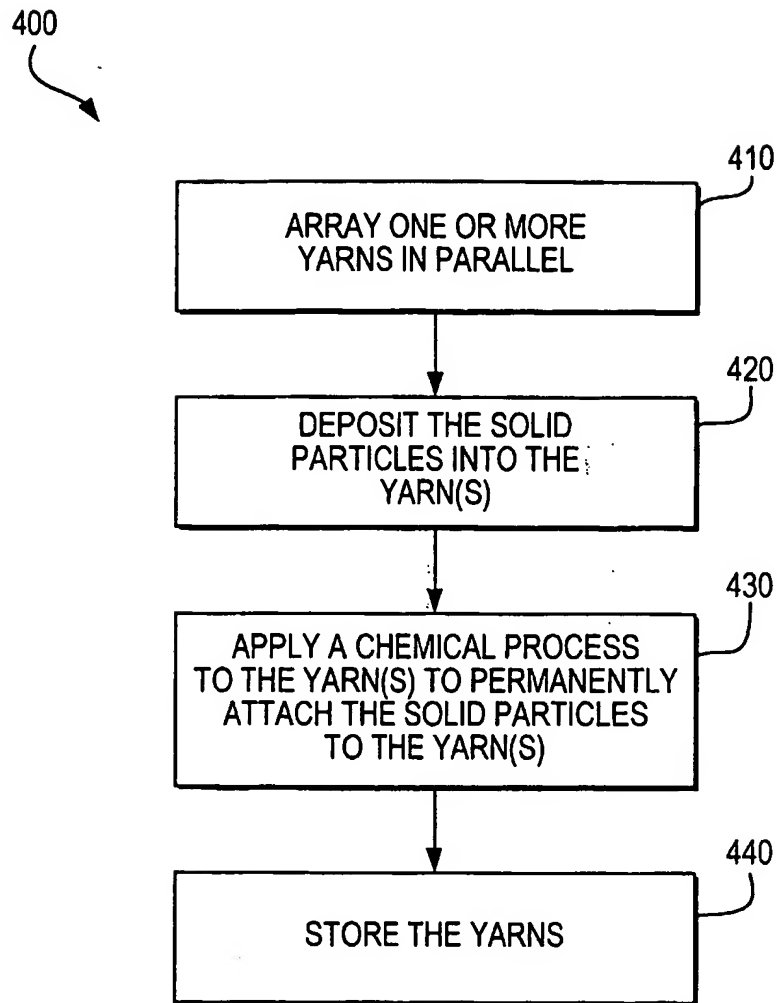 400
410
ARRAY ONE OR MORE
YARNS IN PARALLEL
420
DEPOSIT THE SOLID
PARTICLES INTO THE
YARN(S)
430
APPLY A CHEMICAL PROCESS
TO THE YARN(S) TO PERMANENTLY
ATTACH THE SOLID PARTICLES
TO THE YARN(S)
440
STORE THE YARNS